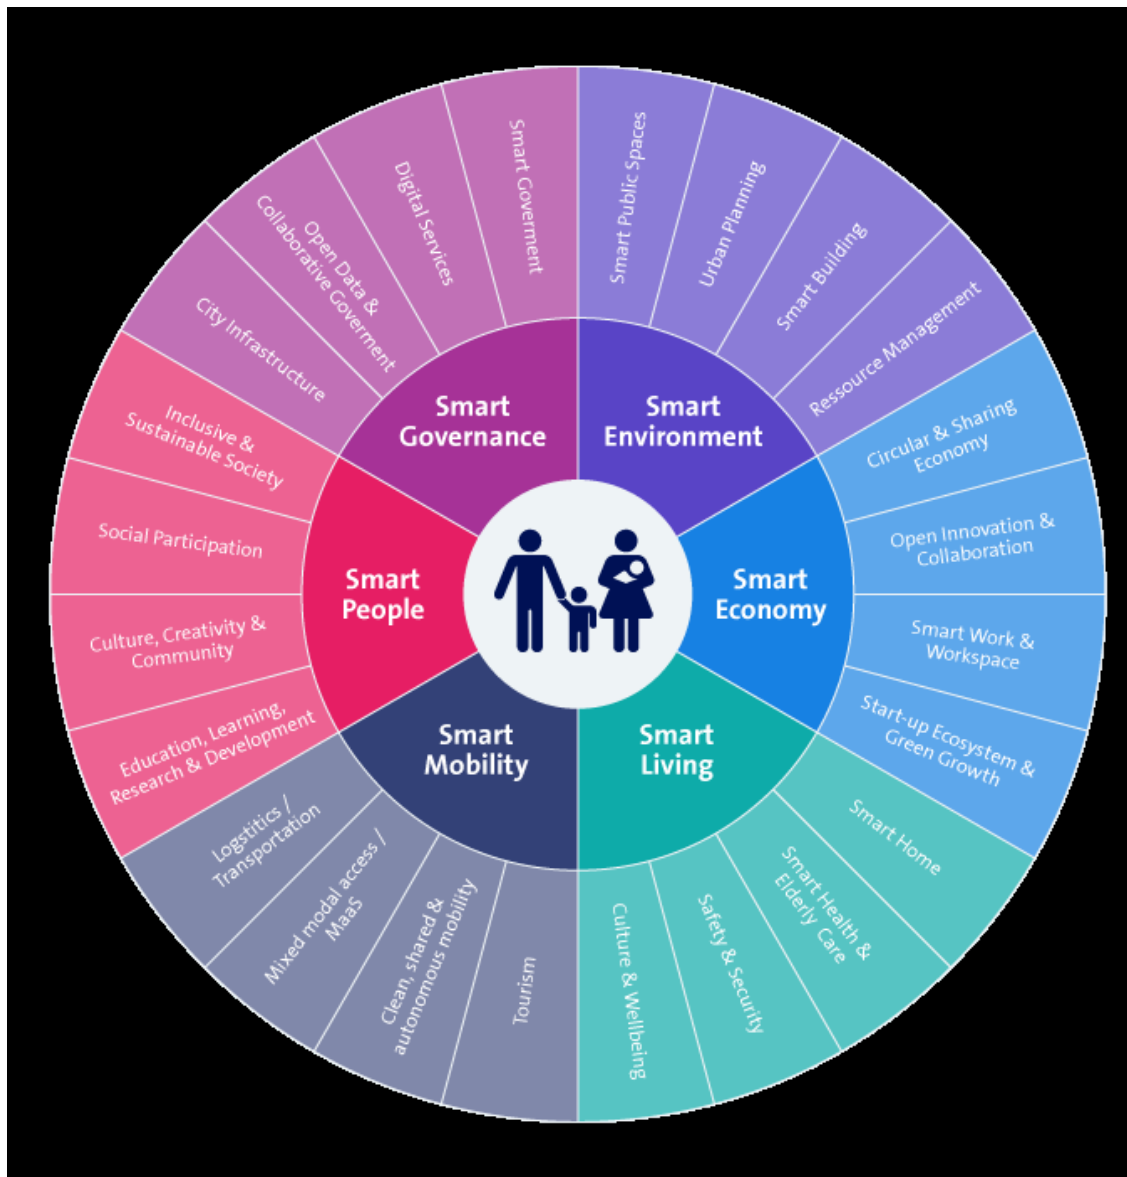 Smart
Governance
Smart
Environment
Smart
Economy
Smart
Living
Smart
Mobility
Smart
People
Smart Public Spaces
Urban Planning
Smart Building
Ressource Management
Circular & Sharing
Economy
Open Innovation &
Collaboration
Smart Work &
Workspace
Start-up Ecosystem &
Green Growth
Smart Home
Smart Health &
Elderly Care
Safety & Security
Culture & Wellbeing
Tourism
Clean, shared &
autonomous mobility
Mixed modal access /
MaaS
Logstitics /
Transportation
Education, Learning,
Research & Development
Culture, Creativity &
Community
Social Participation
Inclusive &
Sustainable Society
City Infrastructure
Open Data &
Collaborative Goverment
Digital Services
Smart Goverment